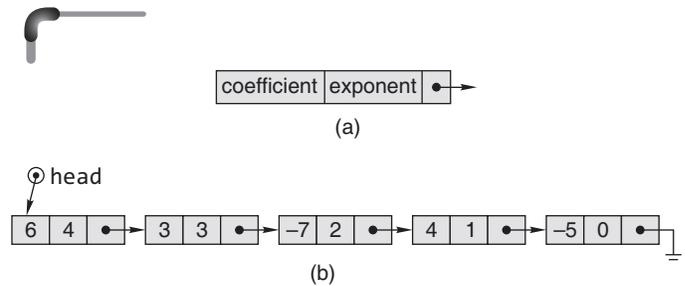 coefficient exponent
(a)
head
6 4 3 3 –7 2 4 1 –5 0
(b)